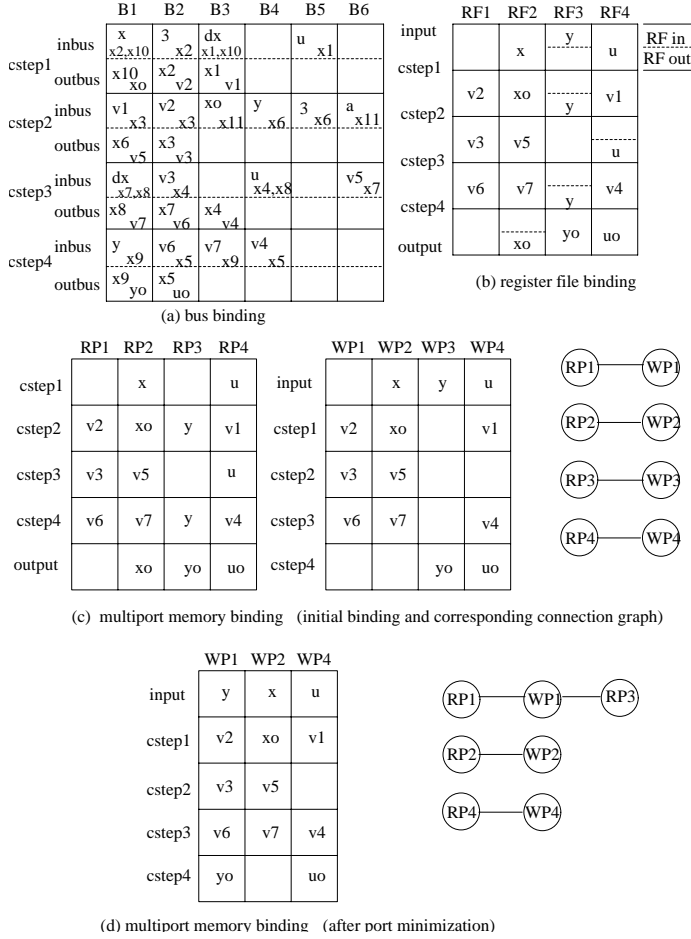 B1 B2 B3 B4 B5 B6
inbus x x2,x10 3 x2 dx x1,x10 u x1
cstep1
outbus x10 xo x2 v2 x1 v1
inbus v1 x3 v2 x3 xo x11 y x6 3 x6 a x11
cstep2
outbus x6 v5 x3 v3
inbus dx x7,x8 v3 x4 u x4,x8 v5 x7
cstep3
outbus x8 v7 x7 v6 x4 v4
inbus y x9 v6 x5 v7 x9 v4 x5
cstep4
outbus x9 yo x5 uo
(a) bus binding
RF1 RF2 RF3 RF4
input x y u
RF in
RF out
cstep1
v2 xo y v1
cstep2
v3 v5 u
cstep3
v6 v7 y v4
cstep4
output xo yo uo
(b) register file binding
RP1 RP2 RP3 RP4
cstep1 x u
cstep2 v2 xo y v1
cstep3 v3 v5 u
cstep4 v6 v7 y v4
output xo yo uo
WP1 WP2 WP3 WP4
input x y u
cstep1 v2 xo v1
cstep2 v3 v5
cstep3 v6 v7 v4
cstep4 yo uo
RP1 WP1
RP2 WP2
RP3 WP3
RP4 WP4
(c) multiport memory binding (initial binding and corresponding connection graph)
WP1 WP2 WP4
input y x u
cstep1 v2 xo v1
cstep2 v3 v5
cstep3 v6 v7 v4
cstep4 yo uo
RP1 WP1 RP3
RP2 WP2
RP4 WP4
(d) multiport memory binding (after port minimization)